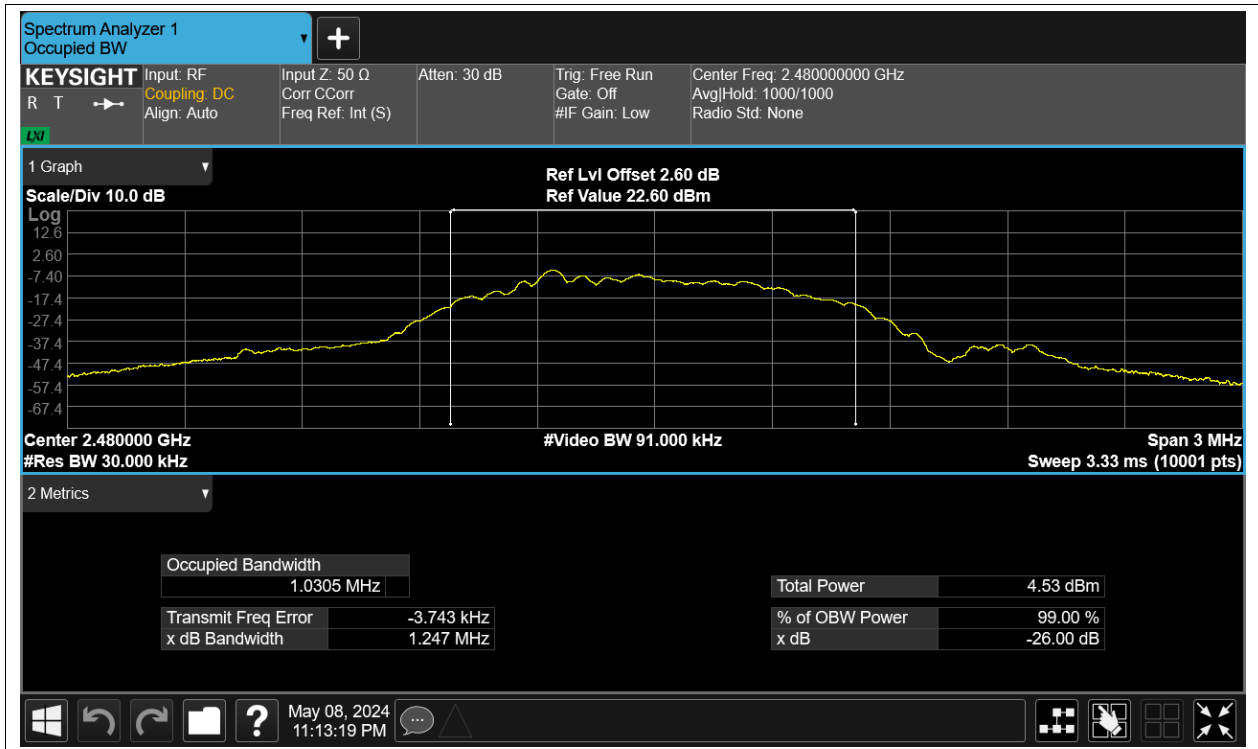 Spectrum Analyzer 1
Occupied BW
KEYSIGHT
R T
LXI
Input: RF
Coupling: DC
Align: Auto
Input Z: 50 Ω
Corr CCorr
Freq Ref: Int (S)
Atten: 30 dB
Trig: Free Run
Gate: Off
#IF Gain: Low
Center Freq: 2.480000000 GHz
Avg|Hold: 1000/1000
Radio Std: None
1 Graph
Scale/Div 10.0 dB
Ref Lvl Offset 2.60 dB
Ref Value 22.60 dBm
Log
12.6
2.60
-7.40
-17.4
-27.4
-37.4
-47.4
-57.4
-67.4
Center 2.480000 GHz
#Video BW 91.000 kHz
Span 3 MHz
#Res BW 30.000 kHz
Sweep 3.33 ms (10001 pts)
2 Metrics
Occupied Bandwidth
1.0305 MHz
Total Power 4.53 dBm
Transmit Freq Error -3.743 kHz
% of OBW Power 99.00 %
x dB Bandwidth 1.247 MHz
x dB -26.00 dB
?
May 08, 2024
11:13:19 PM